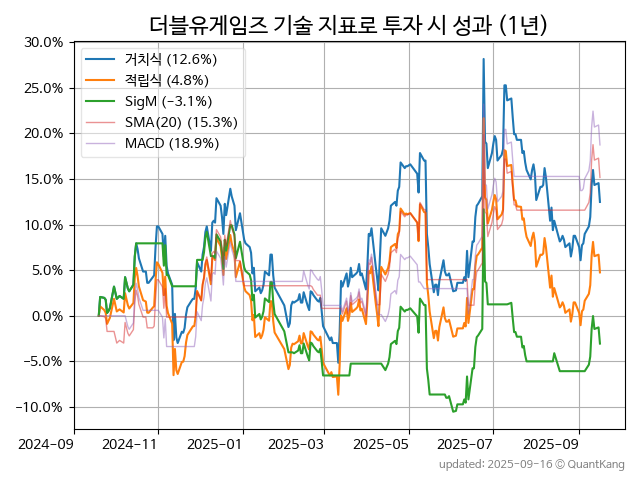 더블유게임즈 기술 지표로 투자 시 성과 (1년)
30.0%
25.0%
20.0%
15.0%
10.0%
5.0%
0.0%
−5.0%
−10.0%
거치식 (12.6%)
적립식 (4.8%)
SigM (−3.1%)
SMA(20) (15.3%)
MACD (18.9%)
2024-09 2024-11 2025-01 2025-03 2025-05 2025-07 2025-09
updated: 2025-09-16 ⓒ QuantKang